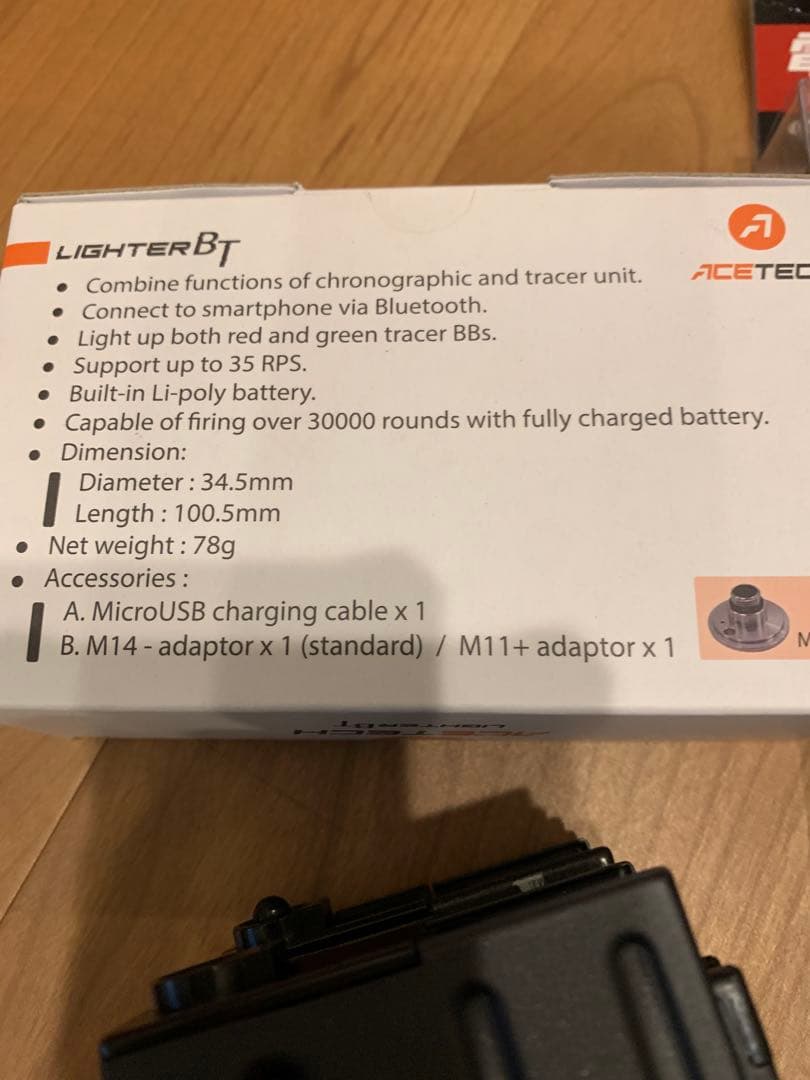 LIGHTERBT
ACETEC
• Combine functions of chronographic and tracer unit.
• Connect to smartphone via Bluetooth.
• Light up both red and green tracer BBs.
• Support up to 35 RPS.
• Built-in Li-poly battery.
• Capable of firing over 30000 rounds with fully charged battery.
• Dimension:
Diameter : 34.5mm
Length : 100.5mm
• Net weight : 78g
• Accessories :
A. MicroUSB charging cable x 1
B. M14 - adaptor x 1 (standard) / M11+ adaptor x 1
M
ACETECH
LIGHTERBT